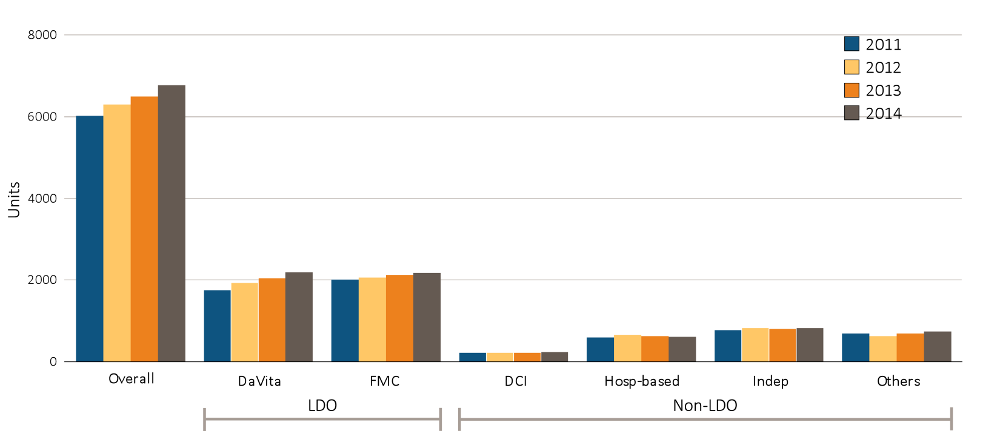 8000
6000
4000
2000
0
Units
2011
2012
2013
2014
Overall
DaVita
FMC
DCI
Hosp-based
Indep
Others
LDO
Non-LDO